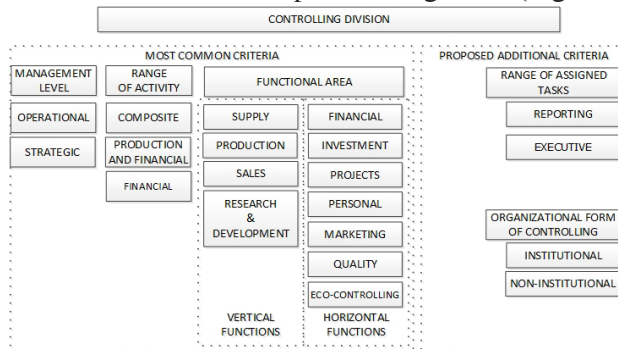 CONTROLLING DIVISION
MOST COMMON CRITERIA
MANAGEMENT
LEVEL
OPERATIONAL
STRATEGIC
RANGE
OF ACTIVITY
COMPOSITE
PRODUCTION
AND FINANCIAL
FINANCIAL
FUNCTIONAL AREA
SUPPLY
PRODUCTION
SALES
RESEARCH
&
DEVELOPMENT
VERTICAL
FUNCTIONS
FINANCIAL
INVESTMENT
PROJECTS
PERSONAL
MARKETING
QUALITY
ECO-CONTROLLING
HORIZONTAL
FUNCTIONS
PROPOSED ADDITIONAL CRITERIA
RANGE OF ASSIGNED
TASKS
REPORTING
EXECUTIVE
ORGANIZATIONAL FORM
OF CONTROLLING
INSTITUTIONAL
NON-INSTITUTIONAL